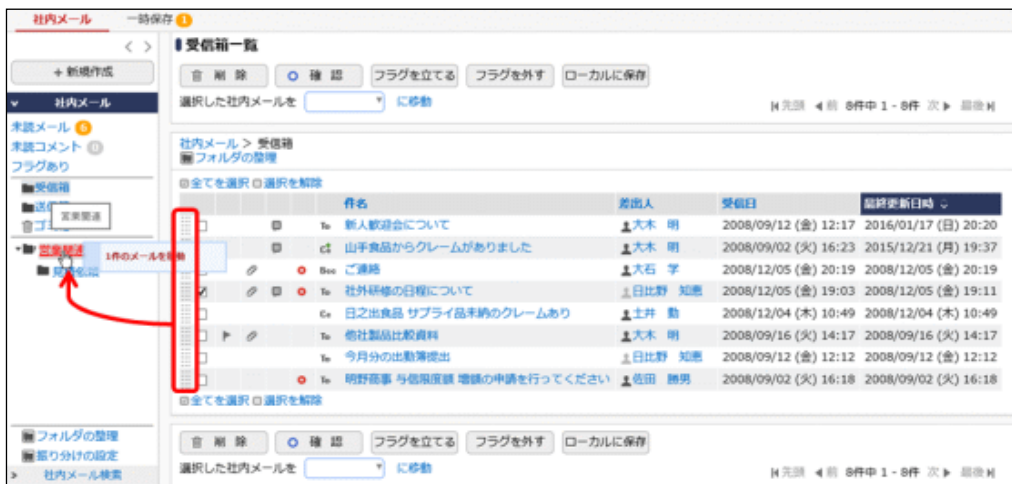 社内メール 一時保存 1
＋新規作成
社内メール
未読メール 6
未読コメント 0
フラグあり
受信箱
営業関連
営業関連
1件のメールを移動
フォルダの整理
振り分けの設定
社内メール検索
受信箱一覧
削 除 確 認 フラグを立てる フラグを外す ローカルに保存
選択した社内メールを に移動
先頭 前 8件中 1 - 8件 次 最後
社内メール > 受信箱
フォルダの整理
全てを選択 選択を解除
件名 差出人 受信日 最終更新日時
To 新人歓迎会について 大木 明 2008/09/12 (金) 12:17 2016/01/17 (日) 20:20
山手食品からクレームがありました 大木 明 2008/09/02 (火) 16:23 2015/12/21 (月) 19:37
Bcc ご連絡 大石 学 2008/12/05 (金) 20:19 2008/12/05 (金) 20:19
To 社外研修の日程について 日比野 知恵 2008/12/05 (金) 19:03 2008/12/05 (金) 19:11
Cc 日之出食品 サプライ品未納のクレームあり 土井 勤 2008/12/04 (木) 10:49 2008/12/04 (木) 10:49
To 他社製品比較資料 大木 明 2008/09/16 (火) 14:17 2008/09/16 (火) 14:17
To 今月分の出勤簿提出 日比野 知恵 2008/09/12 (金) 12:12 2008/09/12 (金) 12:12
To 明野商事 与信限度額 増額の申請を行ってください 佐田 勝男 2008/09/02 (火) 16:18 2008/09/02 (火) 16:18
全てを選択 選択を解除
削 除 確 認 フラグを立てる フラグを外す ローカルに保存
選択した社内メールを に移動
先頭 前 8件中 1 - 8件 次 最後